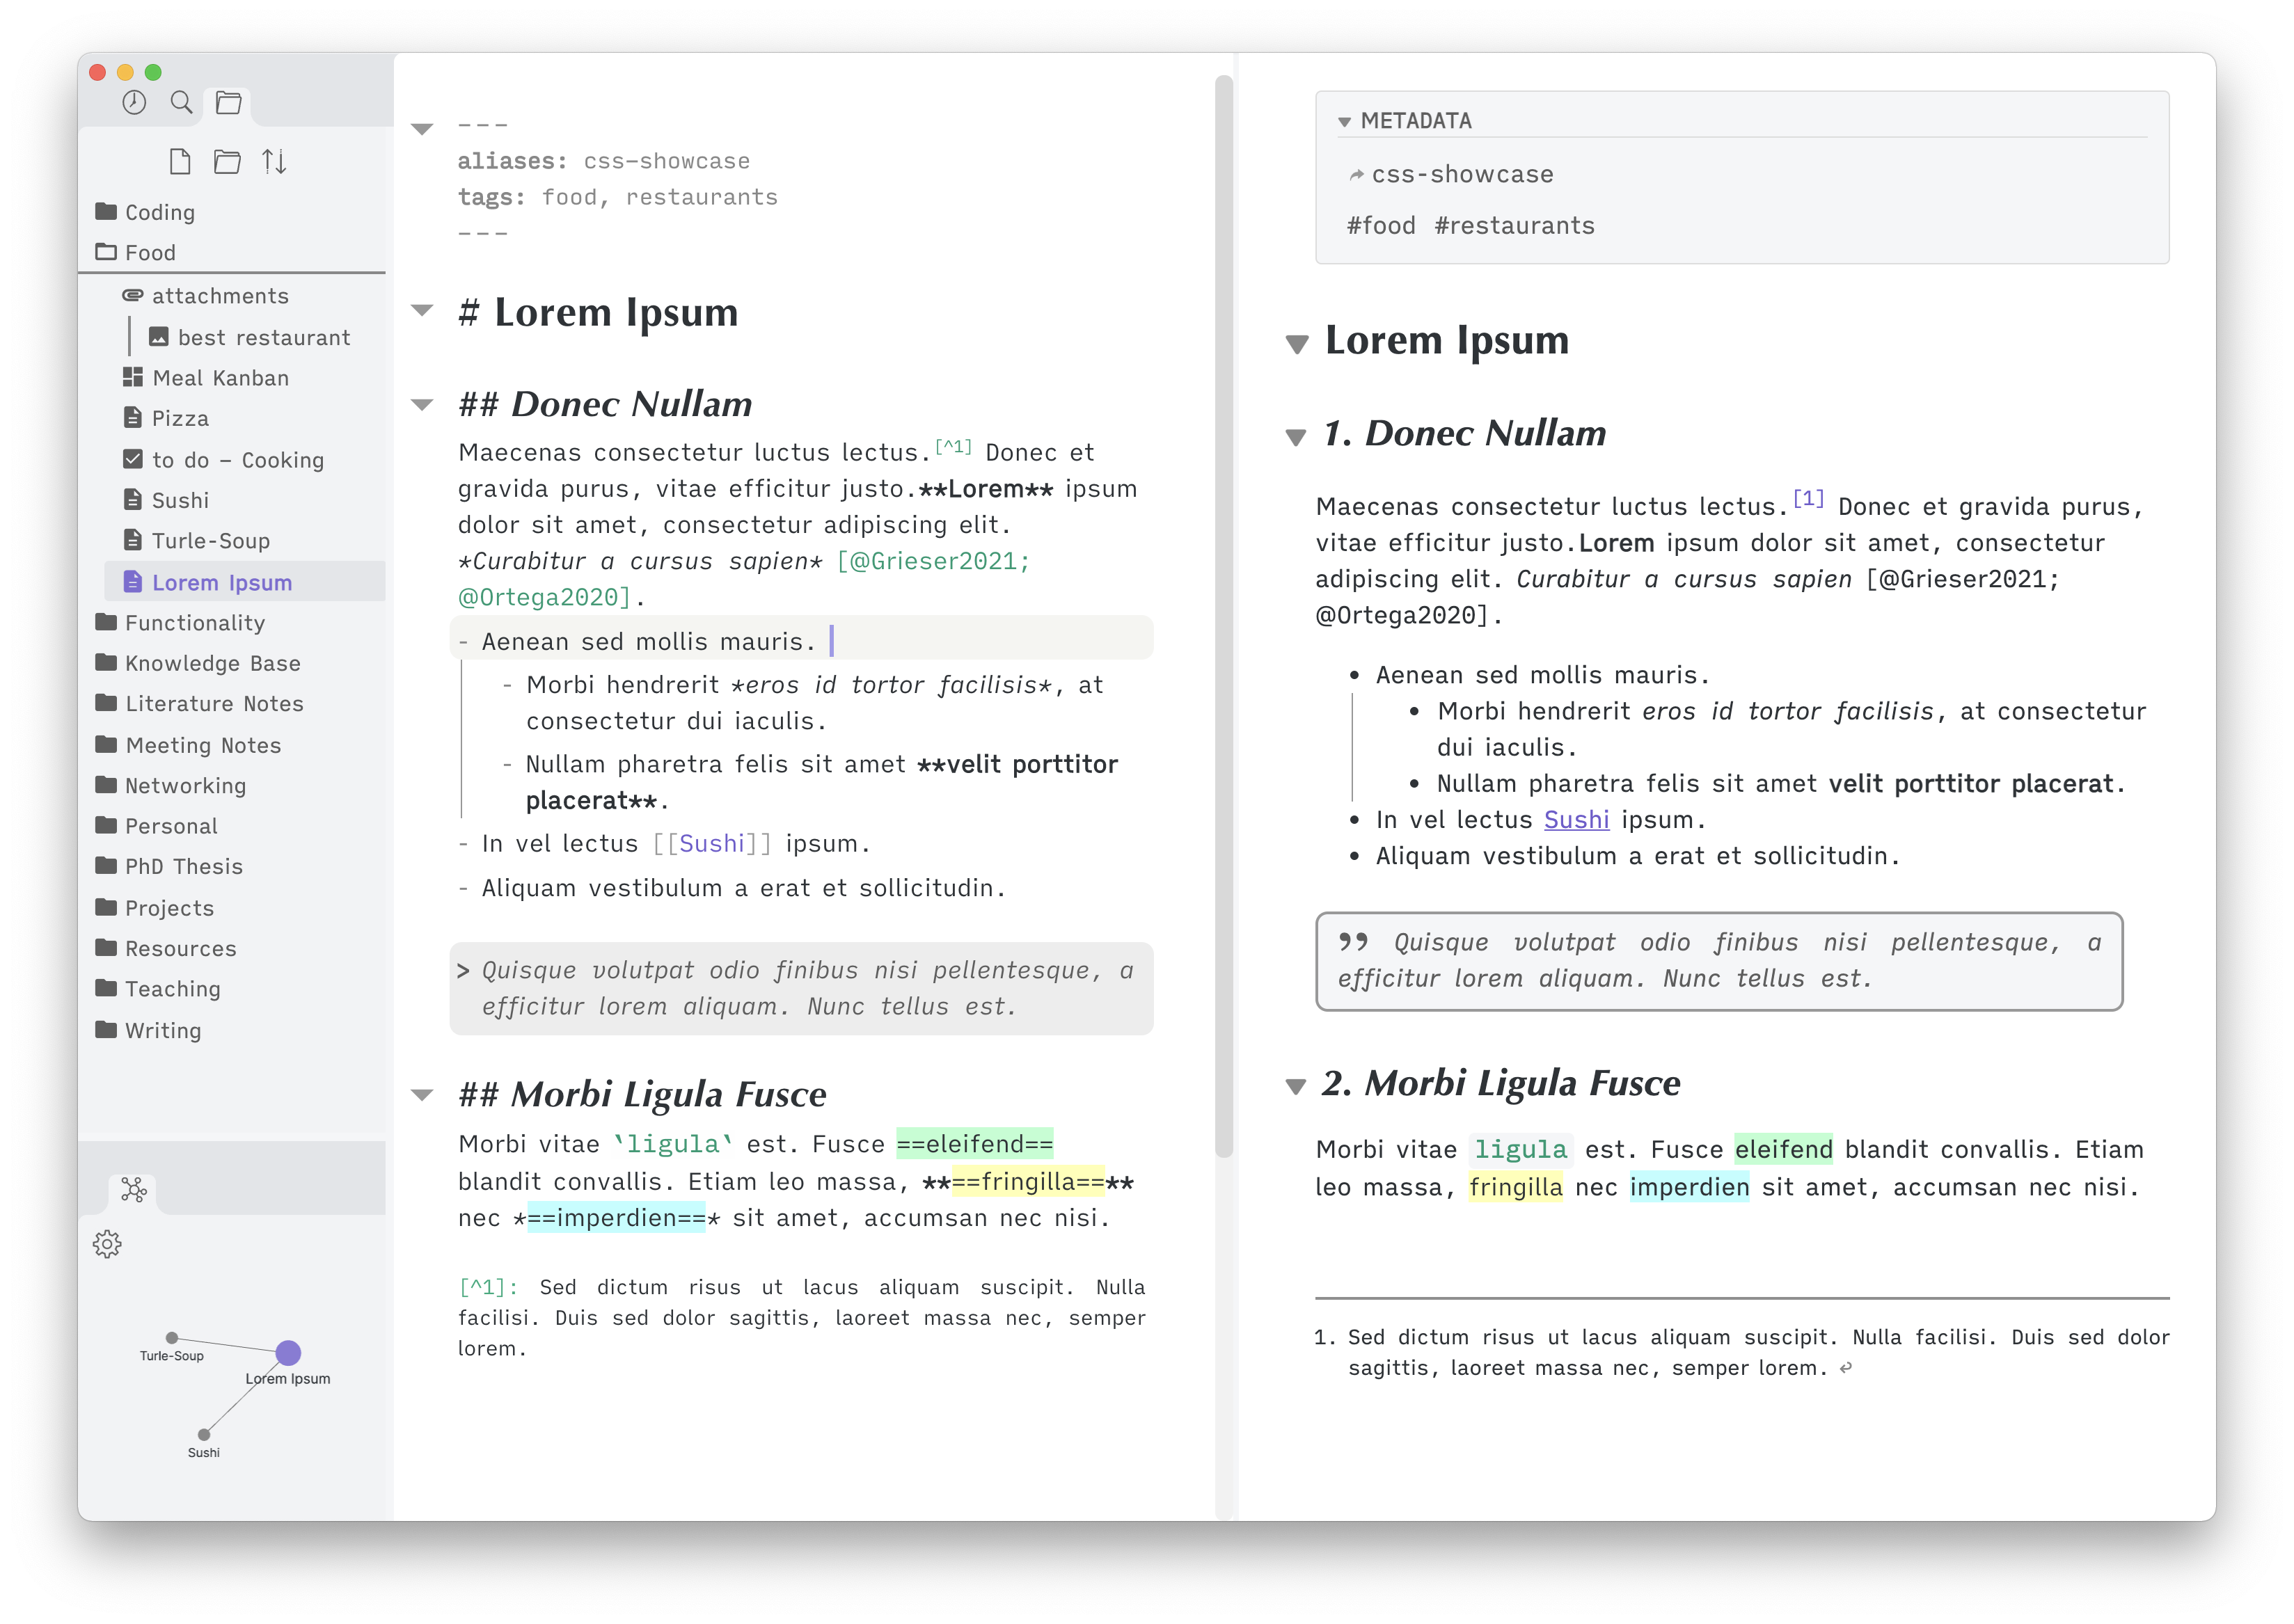 Coding
Food
attachments
best restaurant
Meal Kanban
Pizza
to do – Cooking
Sushi
Turle-Soup
Lorem Ipsum
Functionality
Knowledge Base
Literature Notes
Meeting Notes
Networking
Personal
PhD Thesis
Projects
Resources
Teaching
Writing
Turle-Soup
Lorem Ipsum
Sushi
---
aliases: css-showcase
tags: food, restaurants
---
# Lorem Ipsum
## Donec Nullam
Maecenas consectetur luctus lectus.[^1] Donec et
gravida purus, vitae efficitur justo.**Lorem** ipsum
dolor sit amet, consectetur adipiscing elit.
*Curabitur a cursus sapien* [@Grieser2021;
@Ortega2020].
- Aenean sed mollis mauris.
- Morbi hendrerit *eros id tortor facilisis*, at
consectetur dui iaculis.
- Nullam pharetra felis sit amet **velit porttitor
placerat**.
- In vel lectus [[Sushi]] ipsum.
- Aliquam vestibulum a erat et sollicitudin.
> Quisque volutpat odio finibus nisi pellentesque, a
efficitur lorem aliquam. Nunc tellus est.
## Morbi Ligula Fusce
Morbi vitae `ligula` est. Fusce ==eleifend==
blandit convallis. Etiam leo massa, **==fringilla==**
nec *==imperdien==* sit amet, accumsan nec nisi.
[^1]: Sed dictum risus ut lacus aliquam suscipit. Nulla
facilisi. Duis sed dolor sagittis, laoreet massa nec, semper
lorem.
METADATA
css-showcase
#food #restaurants
Lorem Ipsum
1. Donec Nullam
Maecenas consectetur luctus lectus.[1] Donec et gravida purus,
vitae efficitur justo.Lorem ipsum dolor sit amet, consectetur
adipiscing elit. Curabitur a cursus sapien [@Grieser2021;
@Ortega2020].
• Aenean sed mollis mauris.
• Morbi hendrerit eros id tortor facilisis, at consectetur
dui iaculis.
• Nullam pharetra felis sit amet velit porttitor placerat.
• In vel lectus Sushi ipsum.
• Aliquam vestibulum a erat et sollicitudin.
” Quisque volutpat odio finibus nisi pellentesque, a
efficitur lorem aliquam. Nunc tellus est.
2. Morbi Ligula Fusce
Morbi vitae ligula est. Fusce eleifend blandit convallis. Etiam
leo massa, fringilla nec imperdien sit amet, accumsan nec nisi.
1. Sed dictum risus ut lacus aliquam suscipit. Nulla facilisi. Duis sed dolor
sagittis, laoreet massa nec, semper lorem. ↩